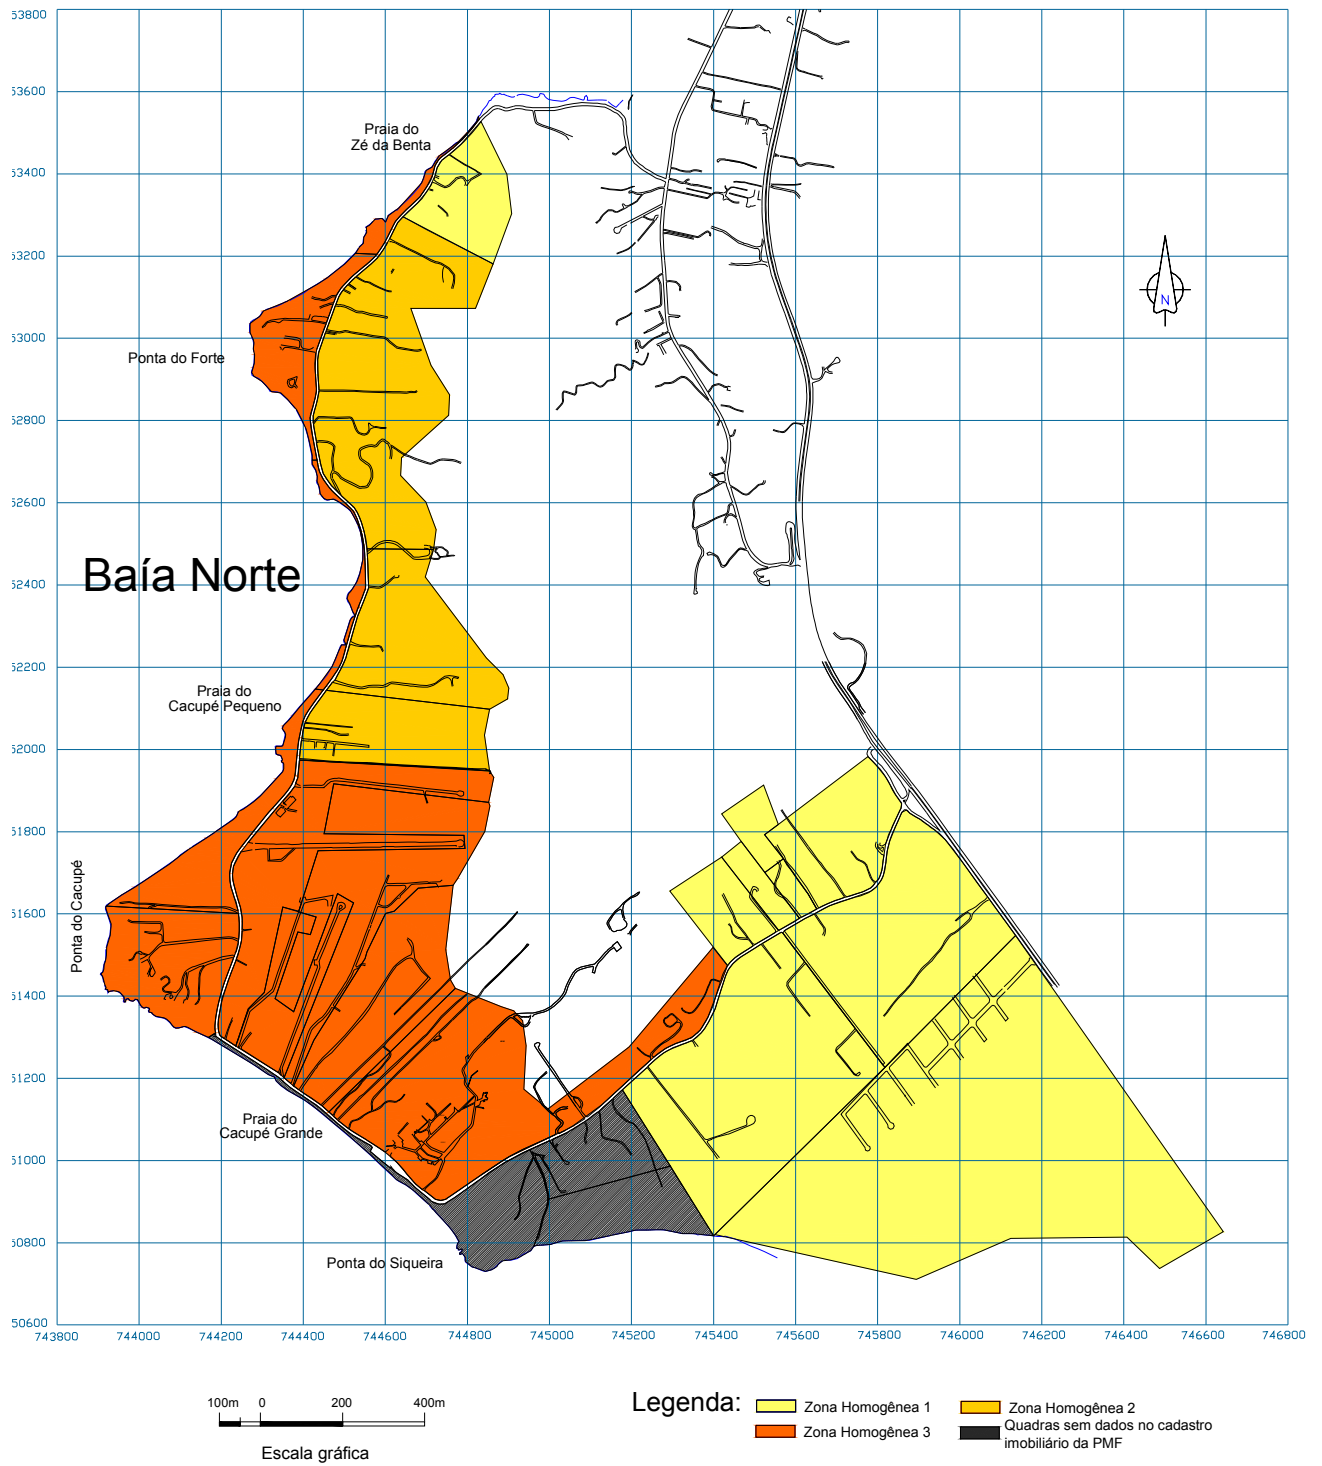 53800
53600
53400
53200
53000
52800
52600
52400
52200
52000
51800
51600
51400
51200
51000
50800
50600
Praia do
Zé da Benta
N
Ponta do Forte
Baía Norte
Praia do
Cacupé Pequeno
Ponta do Cacupé
Praia do
Cacupé Grande
Ponta do Siqueira
743800 744000 744200 744400 744600 744800 745000 745200 745400 745600 745800 746000 746200 746400 746600 746800
100m 0 200 400m
Escala gráfica
Legenda:
Zona Homogênea 1
Zona Homogênea 2
Zona Homogênea 3
Quadras sem dados no cadastro
imobiliário da PMF